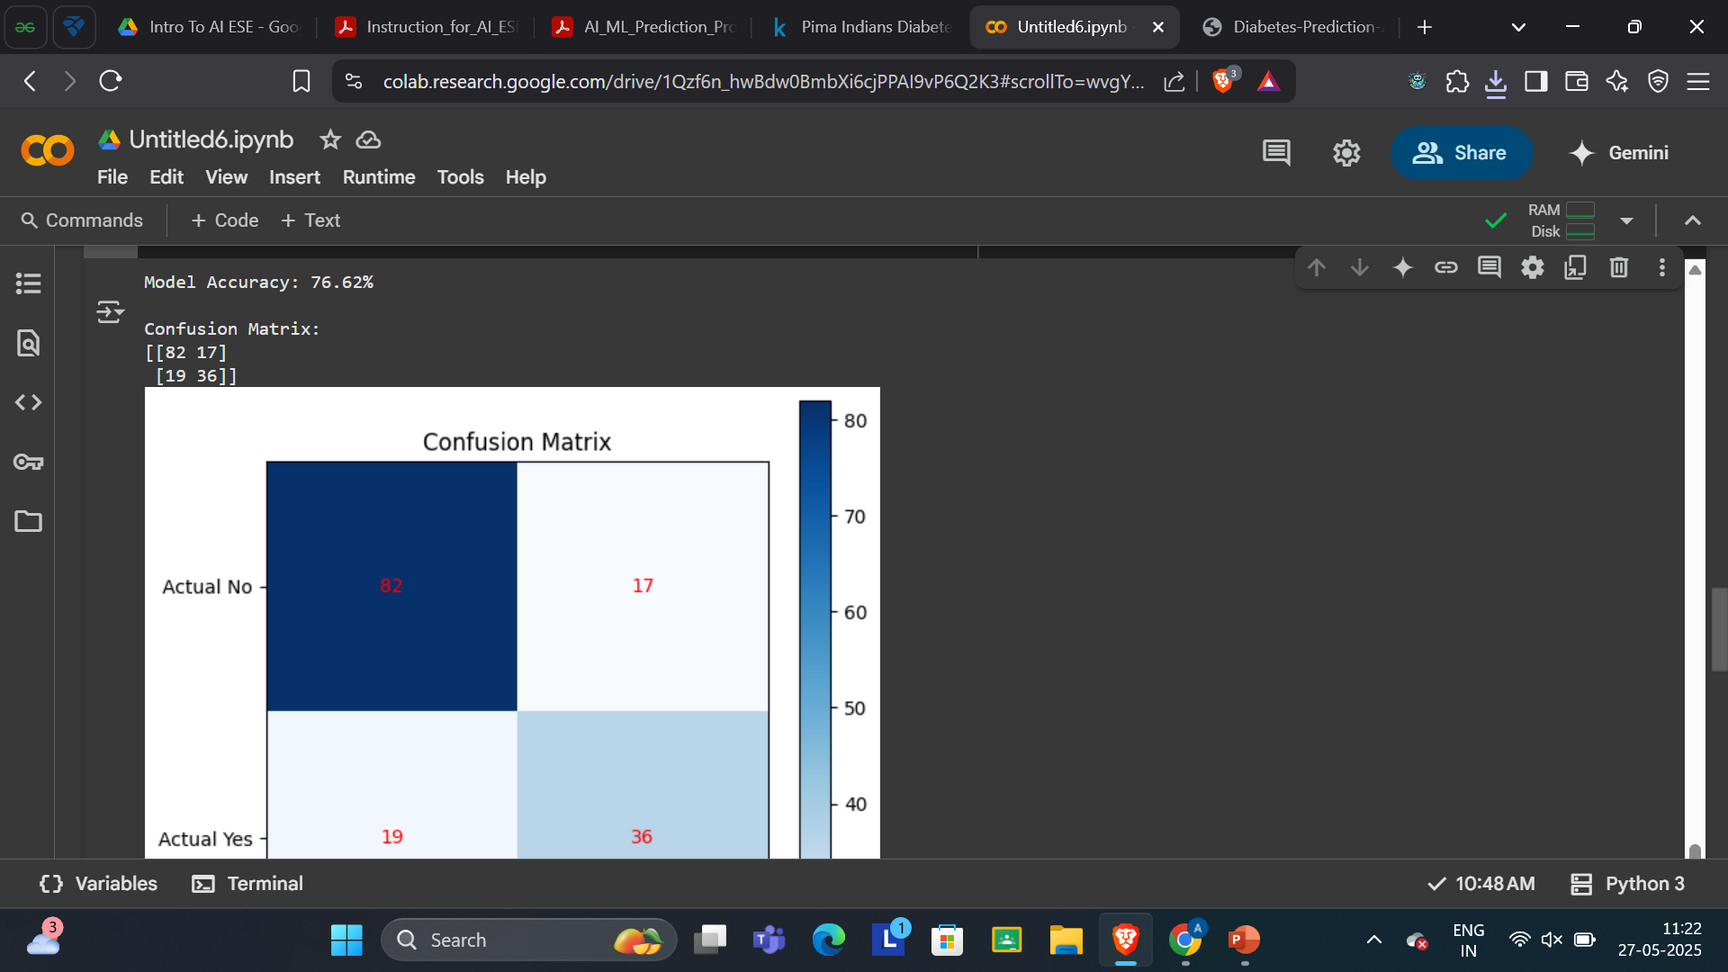 Intro To AI ESE - Goo
Instruction_for_AI_ES
AI_ML_Prediction_Pro
Pima Indians Diabete
Untitled6.ipynb
Diabetes-Prediction-
colab.research.google.com/drive/1Qzf6n_hwBdw0BmbXi6cjPPAI9vP6Q2K3#scrollTo=wvgY...
3
Untitled6.ipynb
File Edit View Insert Runtime Tools Help
Share
Gemini
Commands + Code + Text
RAM
Disk
Model Accuracy: 76.62%
Confusion Matrix:
[[82 17]
[19 36]]
Confusion Matrix
80
70
60
50
40
Actual No
82
17
Actual Yes
19
36
Variables
Terminal
10:48 AM
Python 3
3
Search
1
A
ENG
IN
11:22
27-05-2025